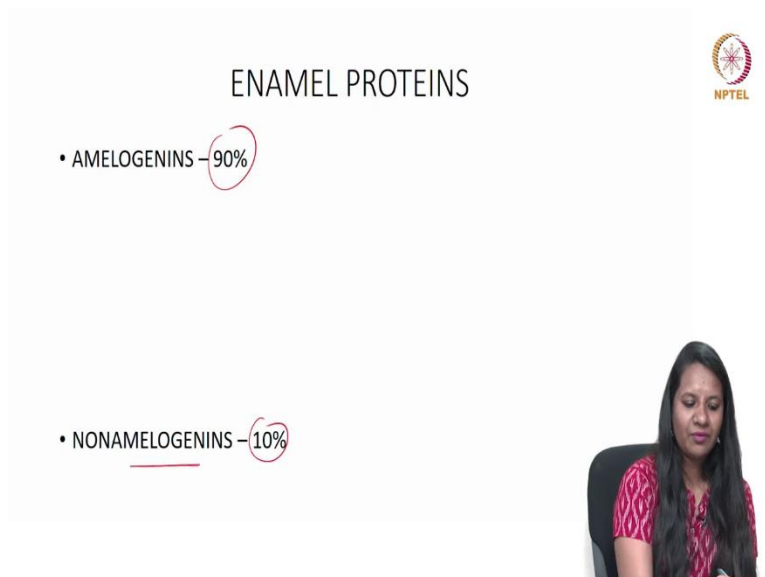 ENAMEL PROTEINS
NPTEL
• AMELOGENINS – 90%
• NONAMELOGENINS – 10%